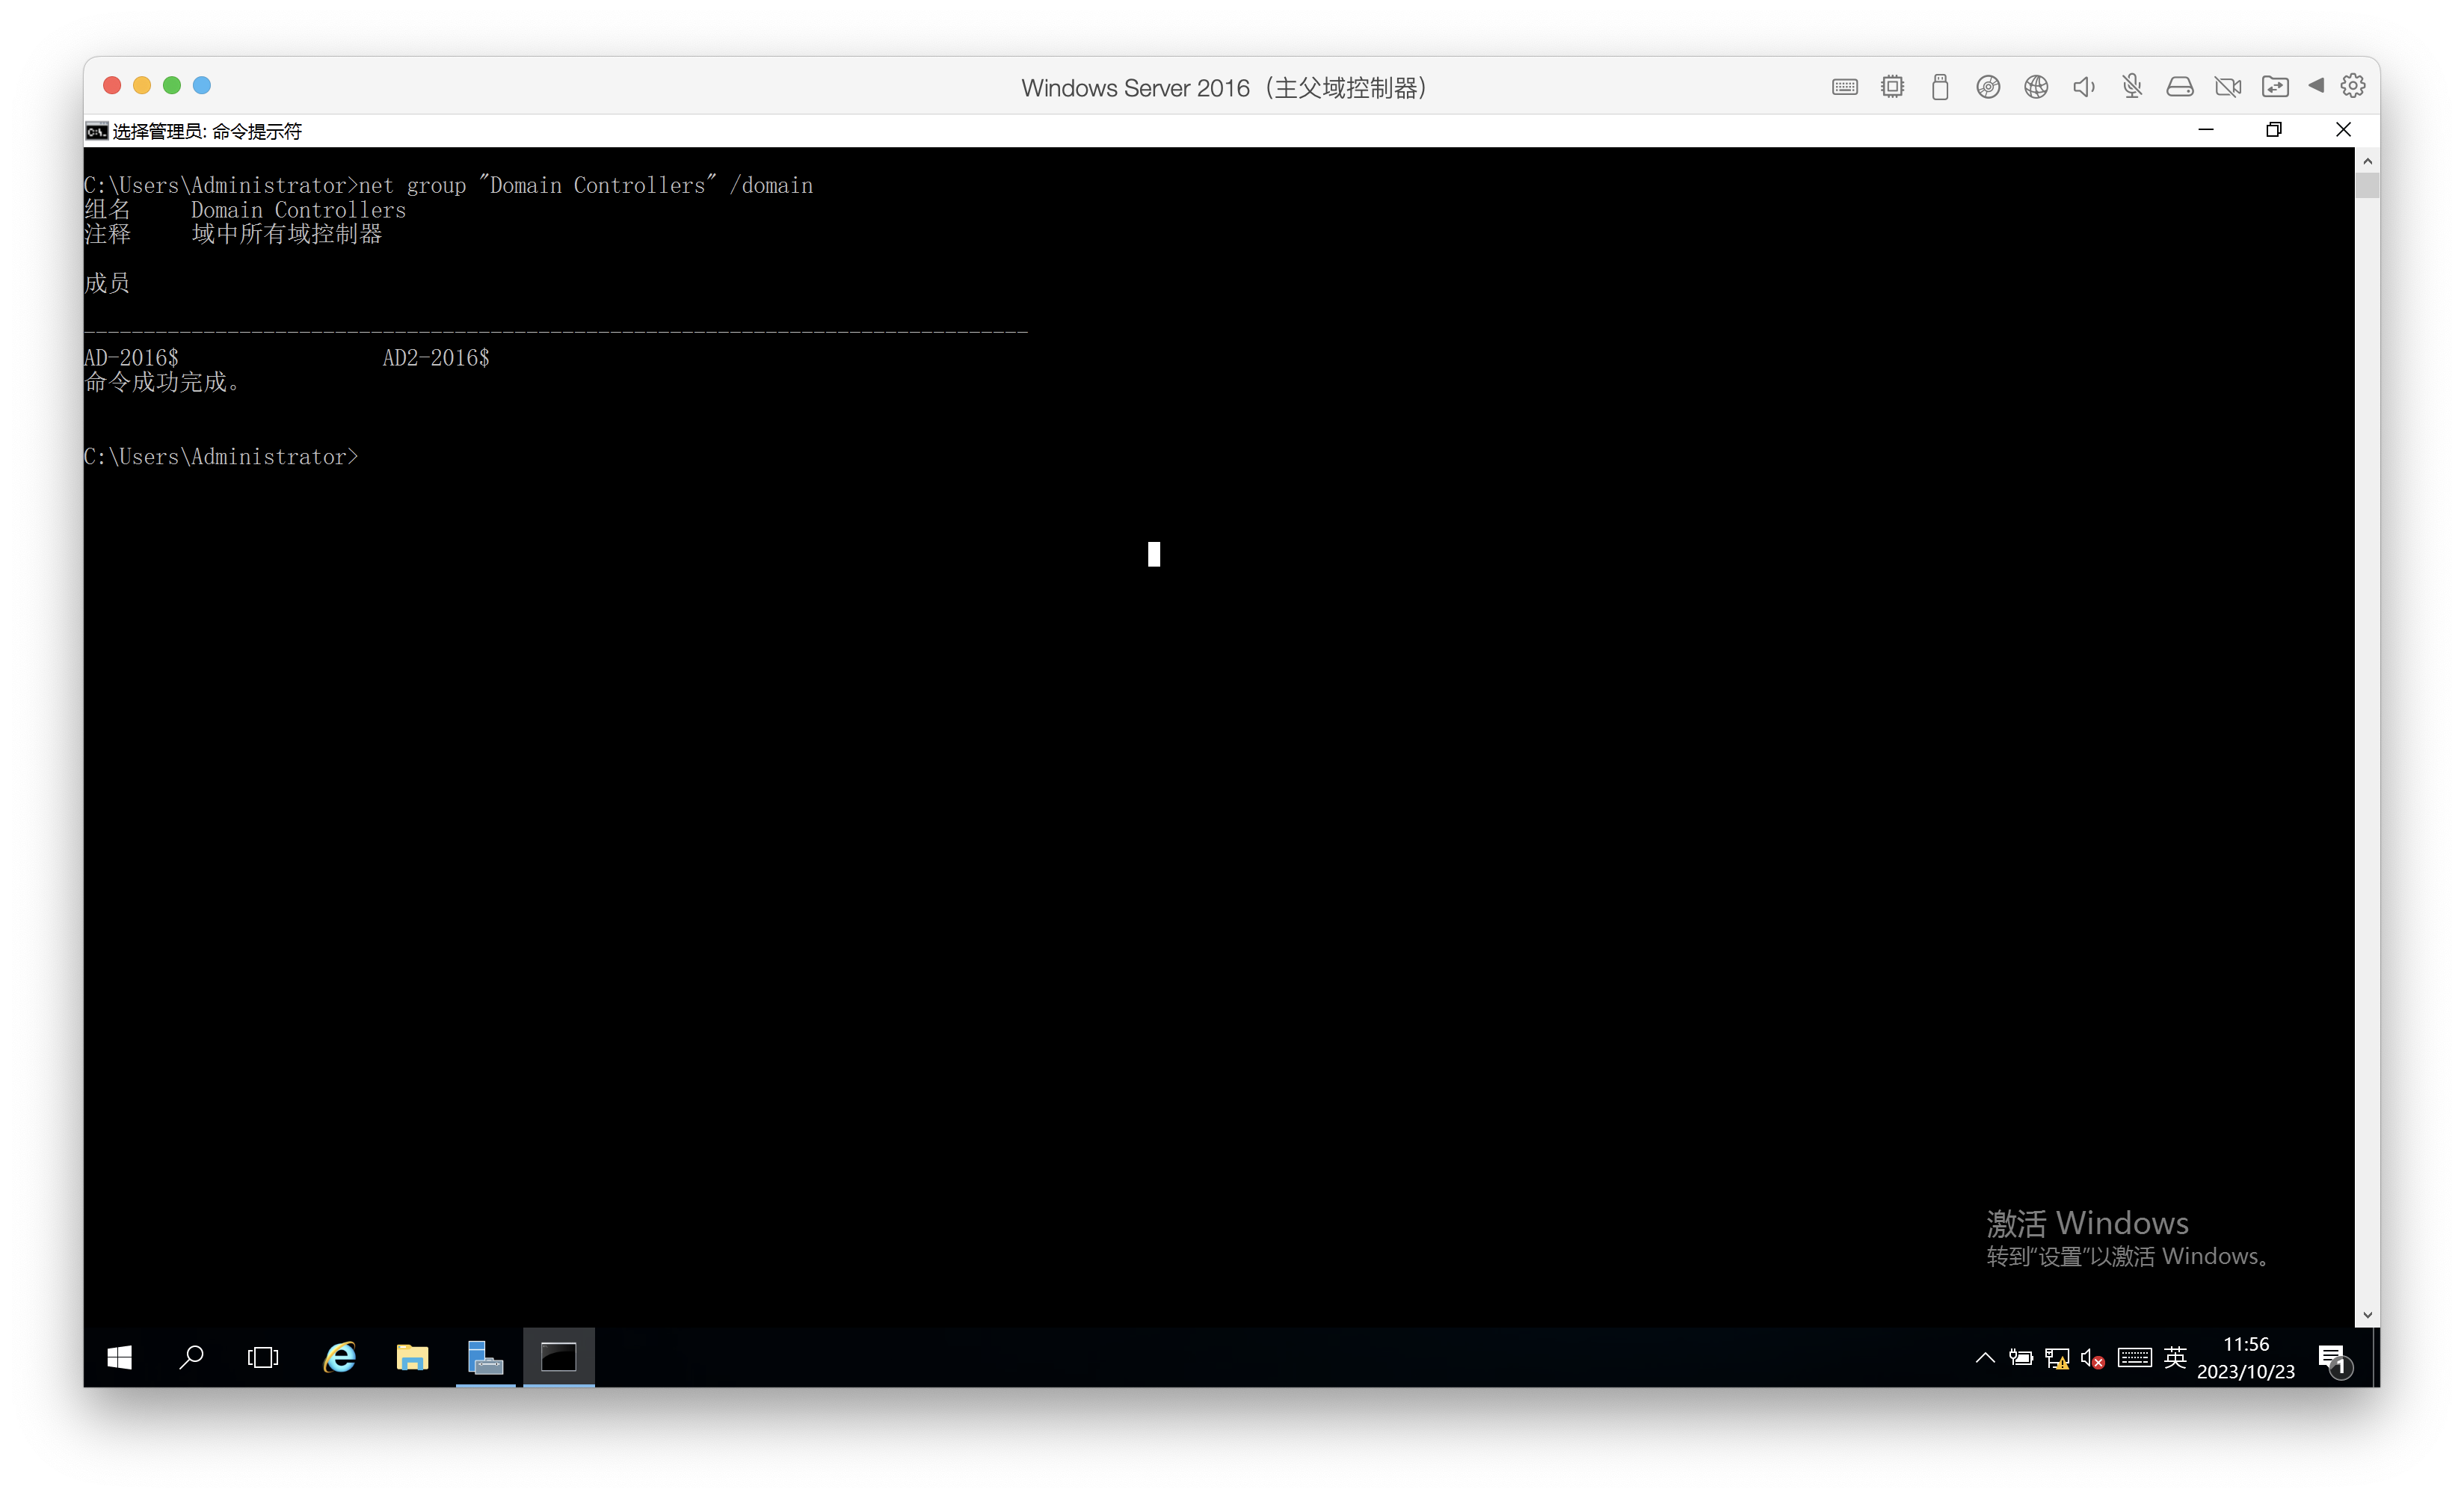 Windows Server 2016（主父域控制器）
选择管理员: 命令提示符
C:\Users\Administrator>net group "Domain Controllers" /domain
组名     Domain Controllers
注释     域中所有域控制器
成员
-------------------------------------------------------------------------------
AD-2016$                 AD2-2016$
命令成功完成。
C:\Users\Administrator>
激活 Windows
转到“设置”以激活 Windows。
英
11:56
2023/10/23
1